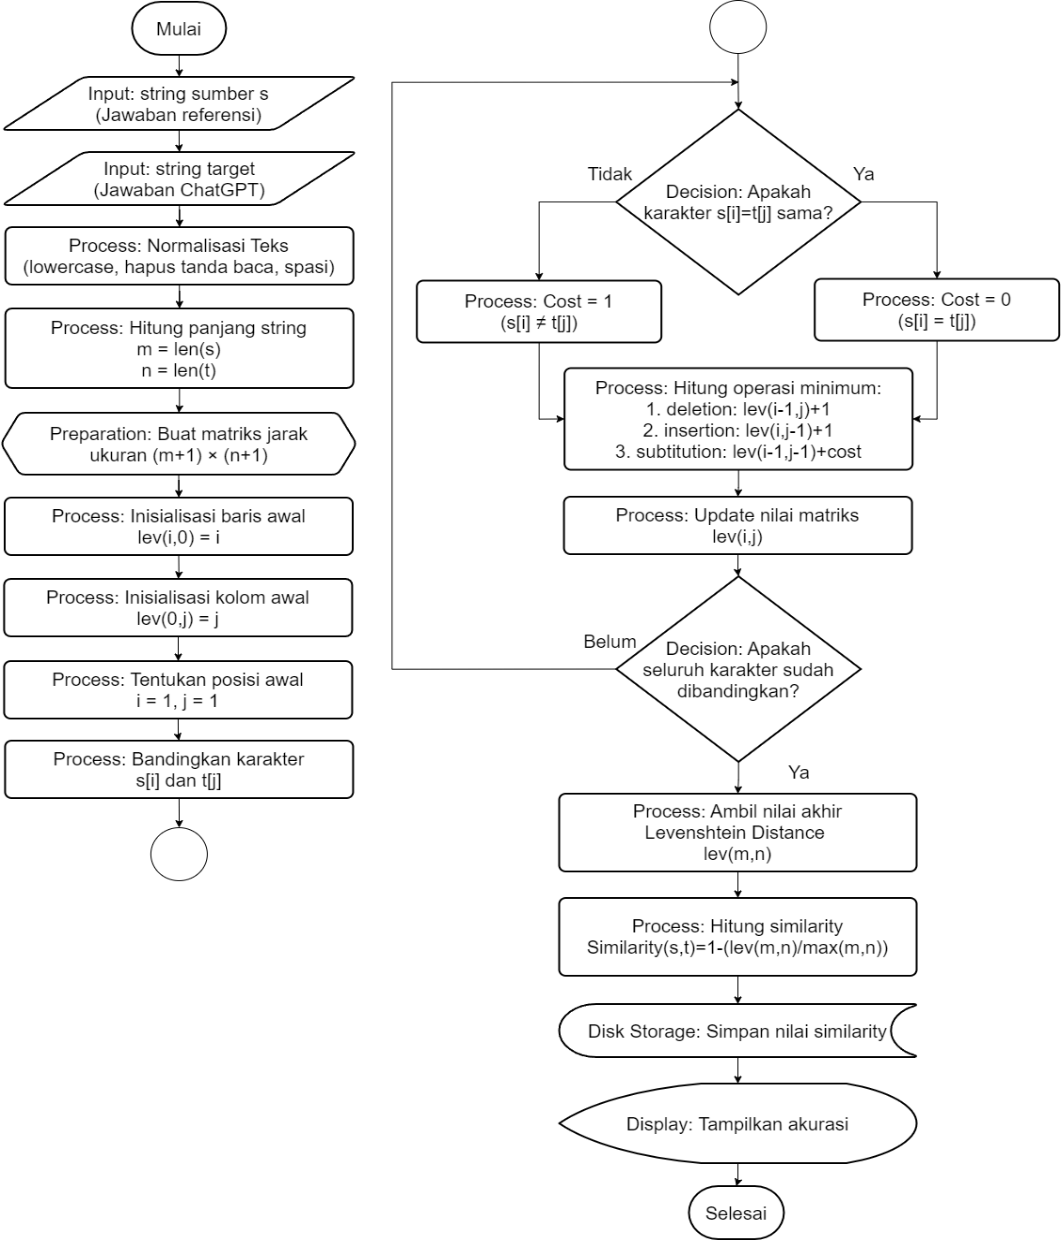 Mulai
Input: string sumber s
(Jawaban referensi)
Input: string target
(Jawaban ChatGPT)
Process: Normalisasi Teks
(lowercase, hapus tanda baca, spasi)
Process: Hitung panjang string
m = len(s)
n = len(t)
Preparation: Buat matriks jarak
ukuran (m+1) × (n+1)
Process: Inisialisasi baris awal
lev(i,0) = i
Process: Inisialisasi kolom awal
lev(0,j) = j
Process: Tentukan posisi awal
i = 1, j = 1
Process: Bandingkan karakter
s[i] dan t[j]
Tidak
Ya
Decision: Apakah
karakter s[i]=t[j] sama?
Process: Cost = 1
(s[i] ≠ t[j])
Process: Cost = 0
(s[i] = t[j])
Process: Hitung operasi minimum:
1. deletion: lev(i-1,j)+1
2. insertion: lev(i,j-1)+1
3. subtitution: lev(i-1,j-1)+cost
Process: Update nilai matriks
lev(i,j)
Belum
Decision: Apakah
seluruh karakter sudah
dibandingkan?
Ya
Process: Ambil nilai akhir
Levenshtein Distance
lev(m,n)
Process: Hitung similarity
Similarity(s,t)=1-(lev(m,n)/max(m,n))
Disk Storage: Simpan nilai similarity
Display: Tampilkan akurasi
Selesai